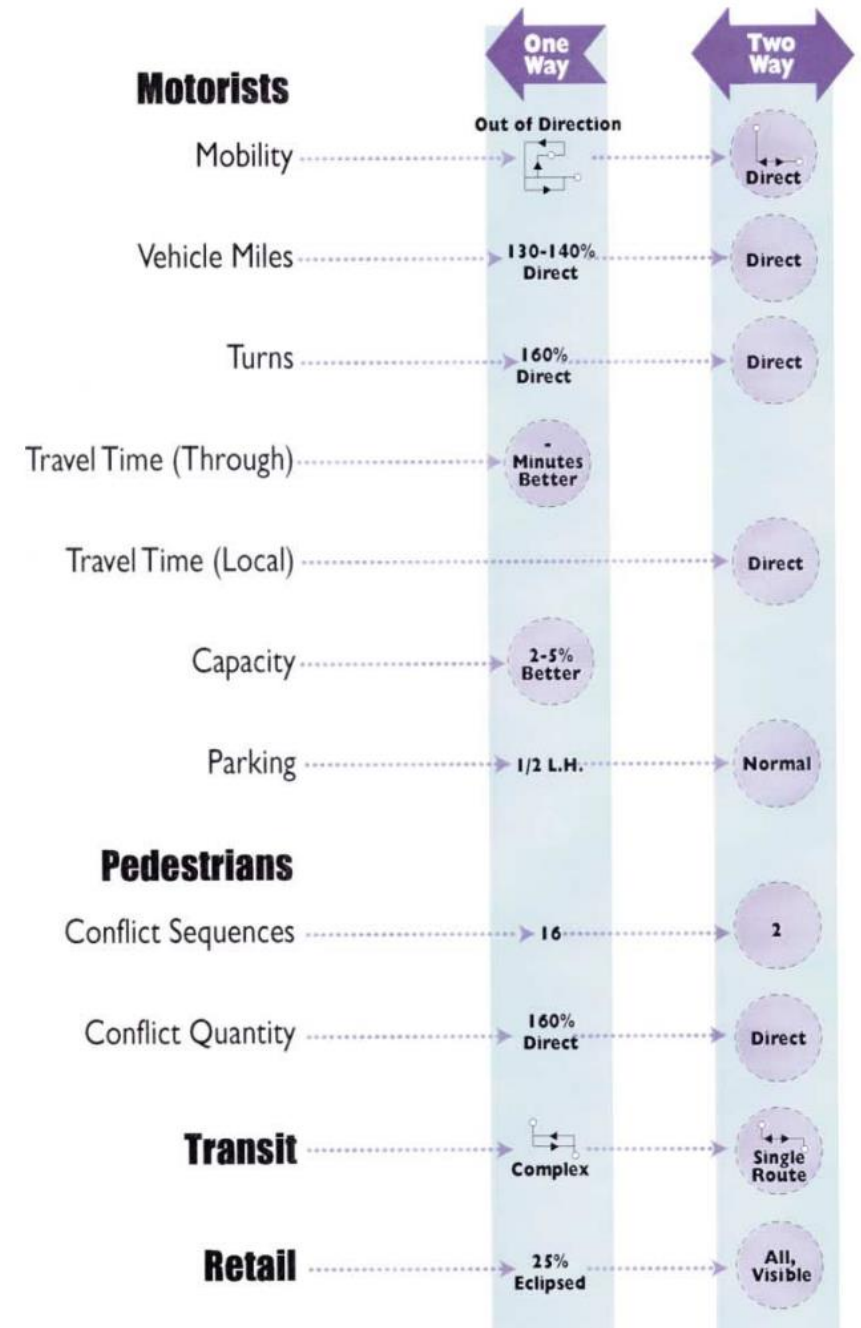 One
Way
Two
Way
Motorists
Out of Direction
Mobility
Direct
Vehicle Miles
130-140%
Direct
Direct
Turns
160%
Direct
Direct
Travel Time (Through)
-
Minutes
Better
Travel Time (Local)
Direct
Capacity
2-5%
Better
Parking
1/2 L.H.
Normal
Pedestrians
Conflict Sequences
16
2
Conflict Quantity
160%
Direct
Direct
Transit
Complex
Single
Route
Retail
25%
Eclipsed
All,
Visible